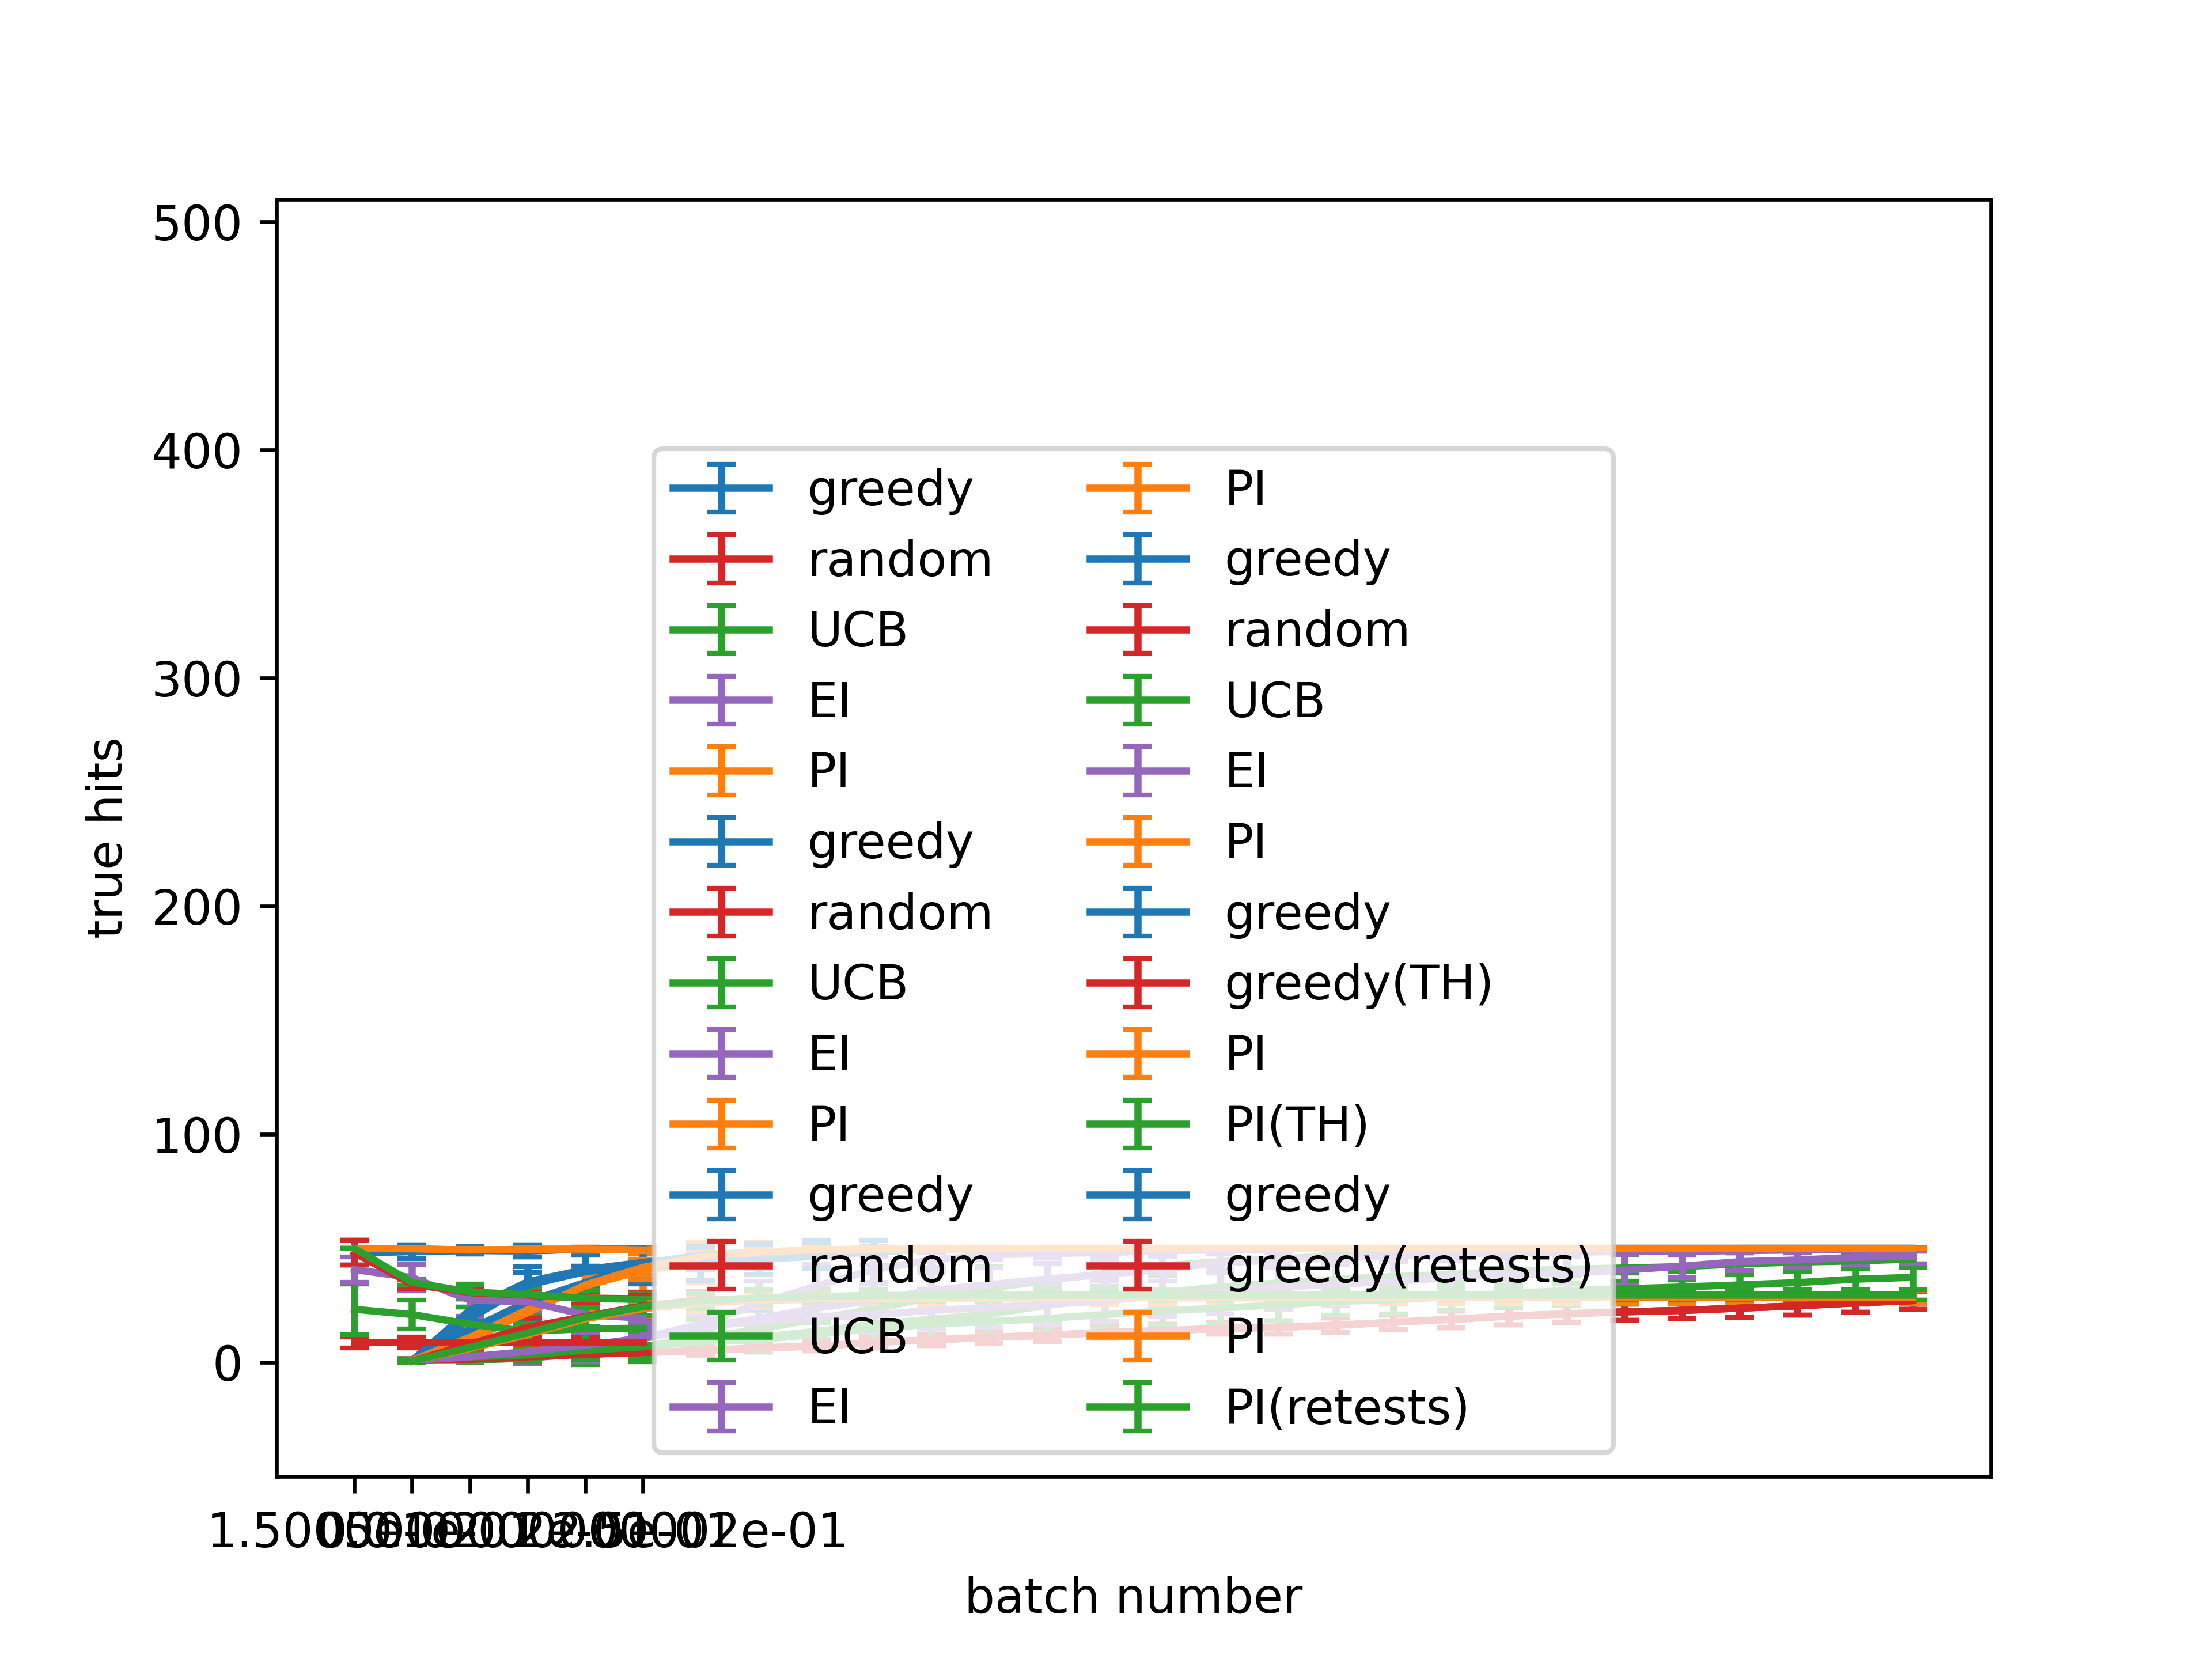 500
400
300
200
100
0
true hits
greedy
random
UCB
EI
PI
greedy
random
UCB
EI
PI
greedy
random
UCB
EI
PI
greedy
random
UCB
EI
PI
greedy
greedy(TH)
PI
PI(TH)
greedy
greedy(retests)
PI
PI(retests)
batch number